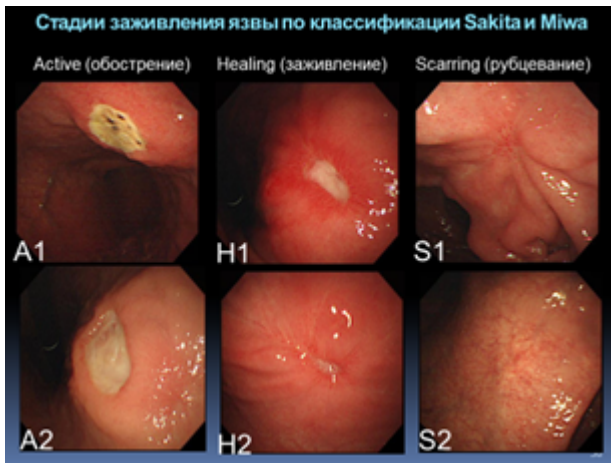 Стадии заживления язвы по классификации Sakita и Miwa
Active (обострение) Healing (заживление) Scarring (рубцевание)
A1 H1 S1
A2 H2 S2